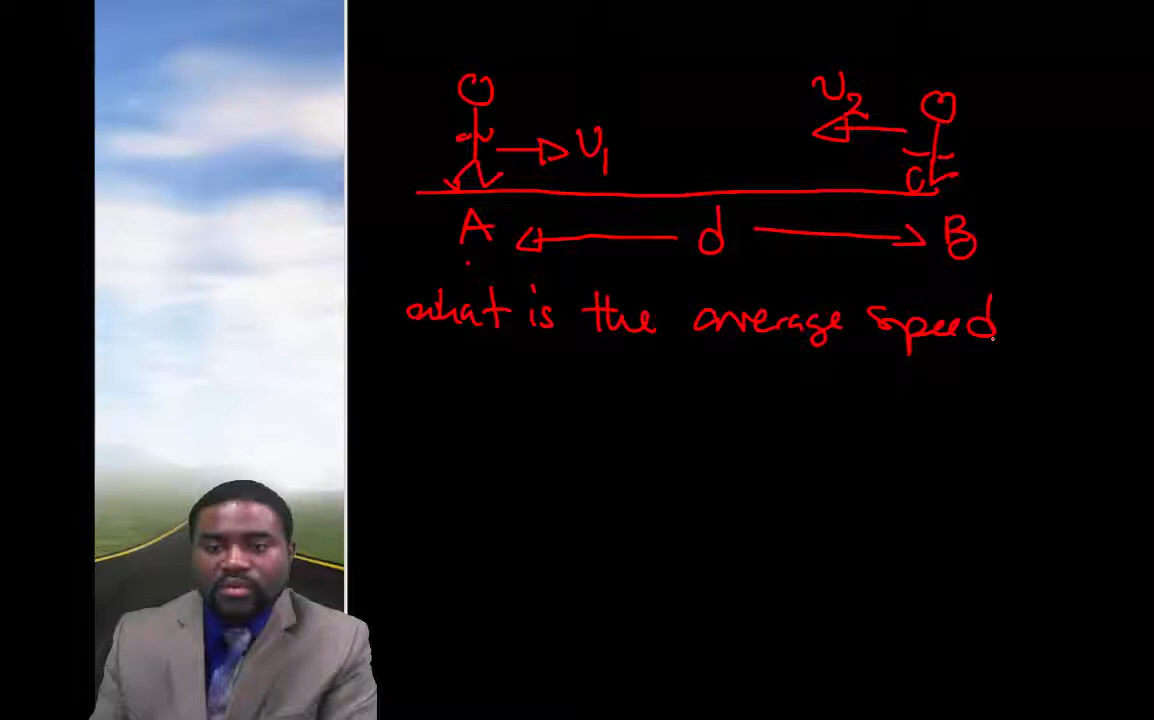 v₂
v₁
A d B
what is the average speed